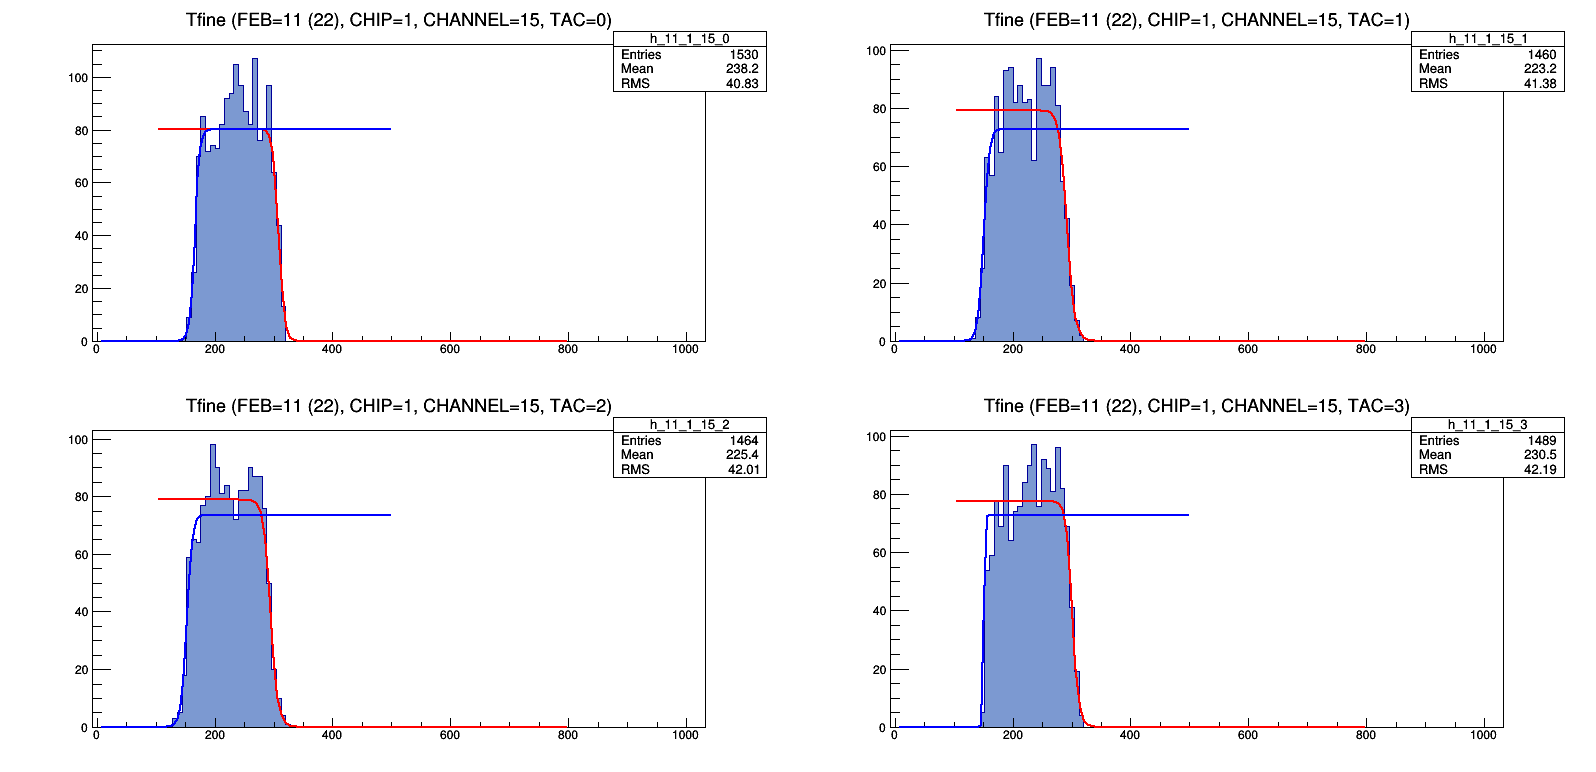 Tfine (FEB=11 (22), CHIP=1, CHANNEL=15, TAC=0)
h_11_1_15_0
Entries 1530
Mean 238.2
RMS 40.83
100
80
60
40
20
0
0 200 400 600 800 1000
Tfine (FEB=11 (22), CHIP=1, CHANNEL=15, TAC=1)
h_11_1_15_1
Entries 1460
Mean 223.2
RMS 41.38
100
80
60
40
20
0
0 200 400 600 800 1000
Tfine (FEB=11 (22), CHIP=1, CHANNEL=15, TAC=2)
h_11_1_15_2
Entries 1464
Mean 225.4
RMS 42.01
100
80
60
40
20
0
0 200 400 600 800 1000
Tfine (FEB=11 (22), CHIP=1, CHANNEL=15, TAC=3)
h_11_1_15_3
Entries 1489
Mean 230.5
RMS 42.19
100
80
60
40
20
0
0 200 400 600 800 1000